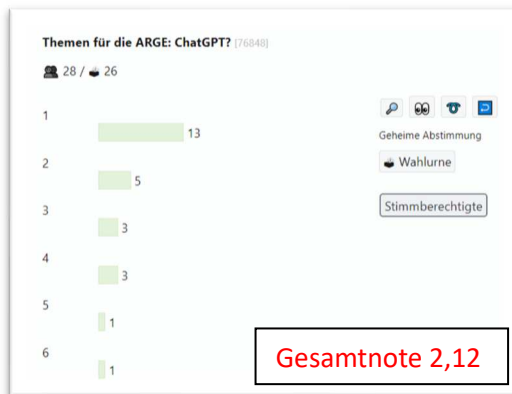 Themen für die ARGE: ChatGPT? [76848]
28 / 26
1
13
Geheime Abstimmung
2
Wahlurne
5
3
Stimmberechtigte
3
4
3
5
1
6
Gesamtnote 2,12
1